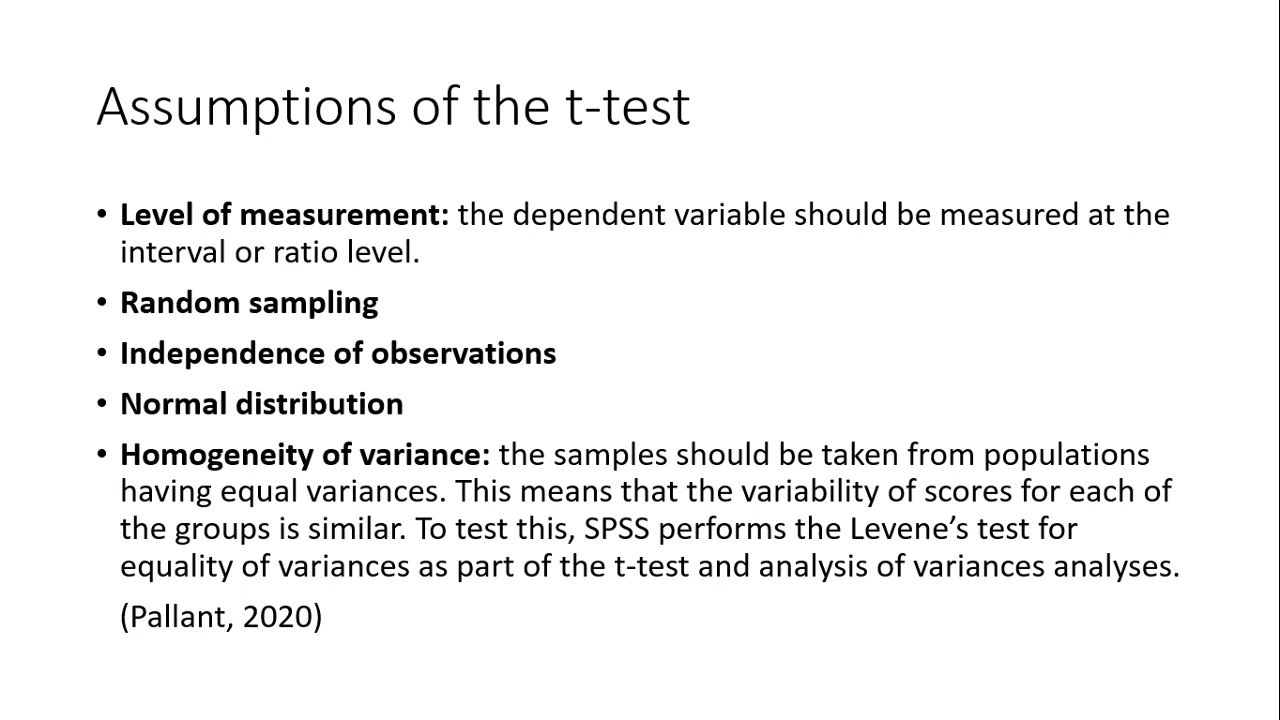 Assumptions of the t-test
• Level of measurement: the dependent variable should be measured at the
interval or ratio level.
• Random sampling
• Independence of observations
• Normal distribution
• Homogeneity of variance: the samples should be taken from populations
having equal variances. This means that the variability of scores for each of
the groups is similar. To test this, SPSS performs the Levene’s test for
equality of variances as part of the t-test and analysis of variances analyses.
(Pallant, 2020)